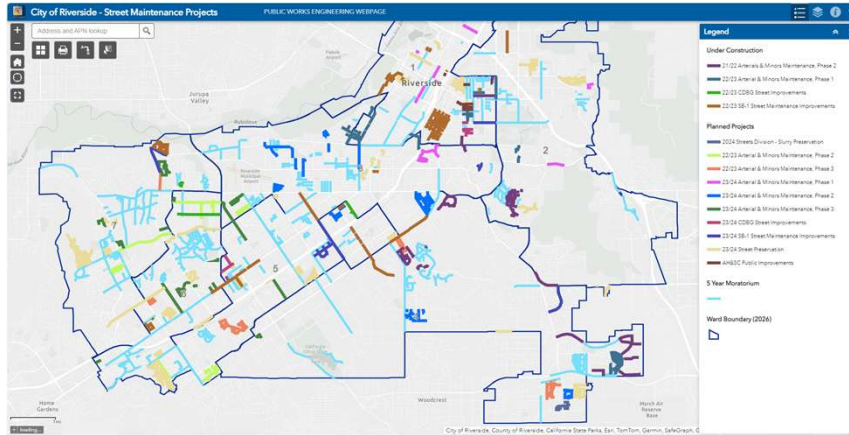 City of Riverside - Street Maintenance Projects
PUBLIC WORKS ENGINEERING WEBPAGE
Address and APN lookup
Legend
Under Construction
21/22 Arterials & Minors Maintenance, Phase 2
22/23 Arterials & Minors Maintenance, Phase 1
22/23 CDBG Street Improvements
22/23 SB-1 Street Maintenance Improvements
Planned Projects
2024 Streets Division - Slurry Preservation
22/23 Arterial & Minors Maintenance, Phase 2
22/23 Arterial & Minors Maintenance, Phase 3
23/24 Arterial & Minors Maintenance, Phase 1
23/24 Arterial & Minors Maintenance, Phase 2
23/24 Arterial & Minors Maintenance, Phase 3
23/24 CDBG Street Improvements
23/24 SB-1 Street Maintenance Improvements
23/24 Street Preservation
AHSSC Public Improvements
5 Year Moratorium
Ward Boundary (2026)
1
Riverside
Jurupa
Valley
Rubidoux
2
Riverside
Municipal
Airport
5
Home
Gardens
Woodcrest
March Air
Reserve
Base
loading...
City of Riverside, County of Riverside, California State Parks, Esri, TomTom, Garmin, SafeGraph, G